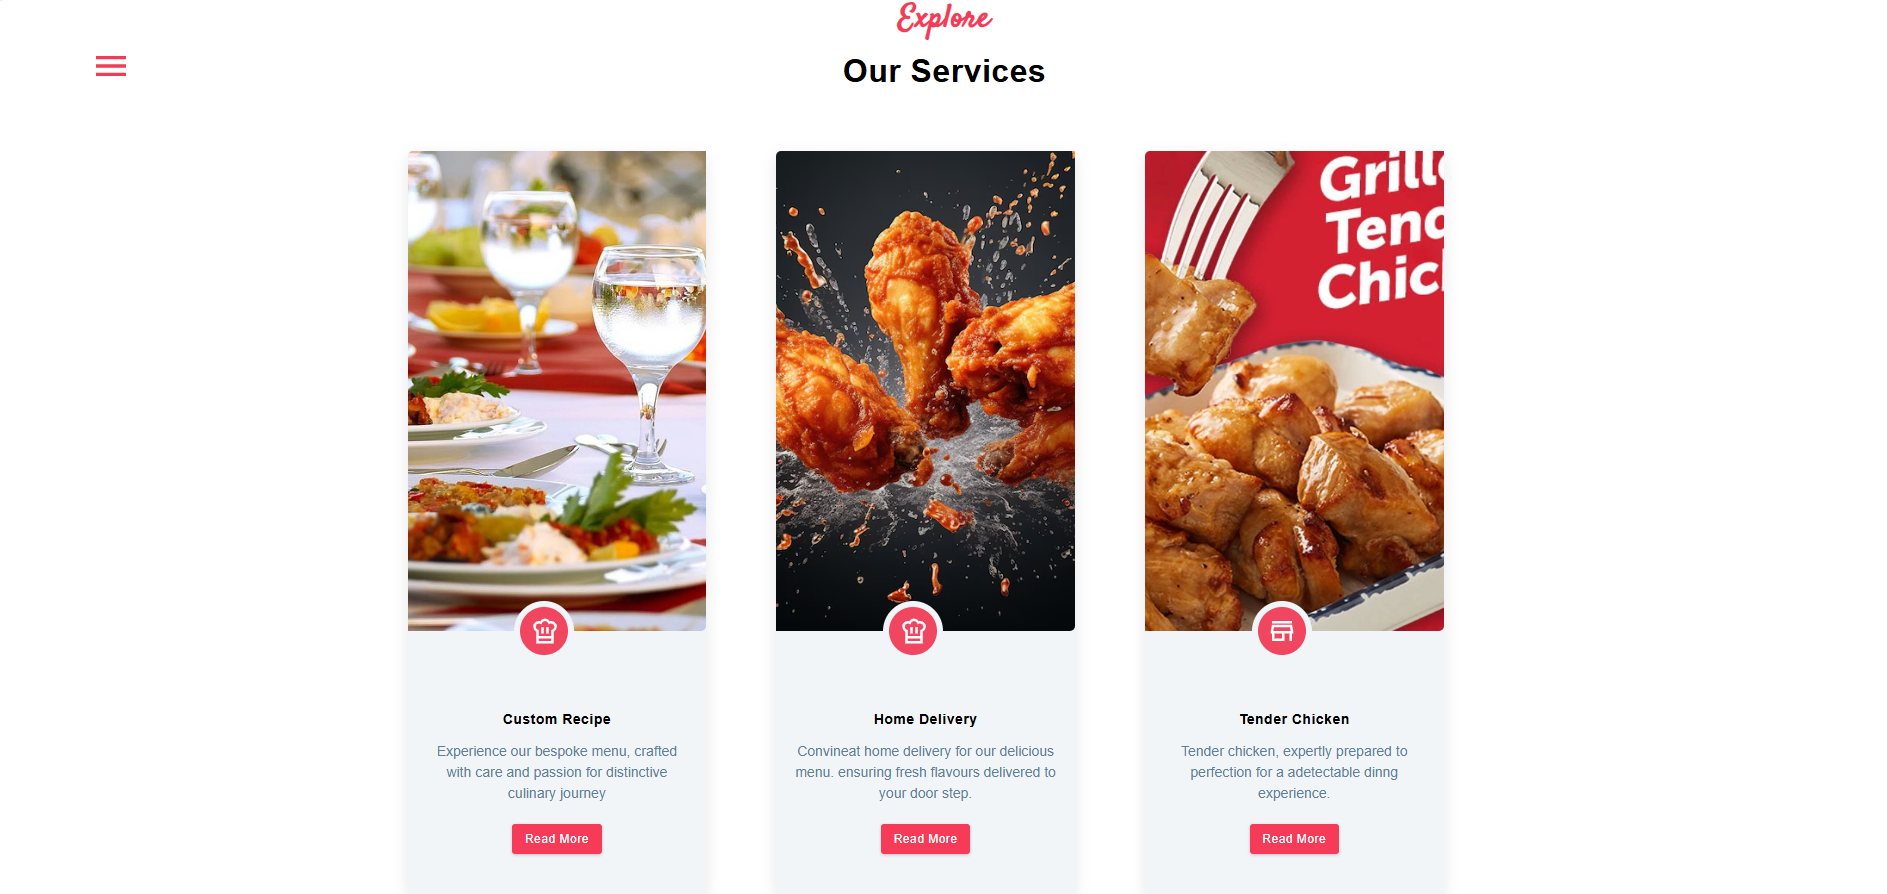 Explore
Our Services
Grill
Tend
Chic
Custom Recipe
Experience our bespoke menu, crafted
with care and passion for distinctive
culinary journey
Read More
Home Delivery
Convineat home delivery for our delicious
menu. ensuring fresh flavours delivered to
your door step.
Read More
Tender Chicken
Tender chicken, expertly prepared to
perfection for a adetectable dinng
experience.
Read More